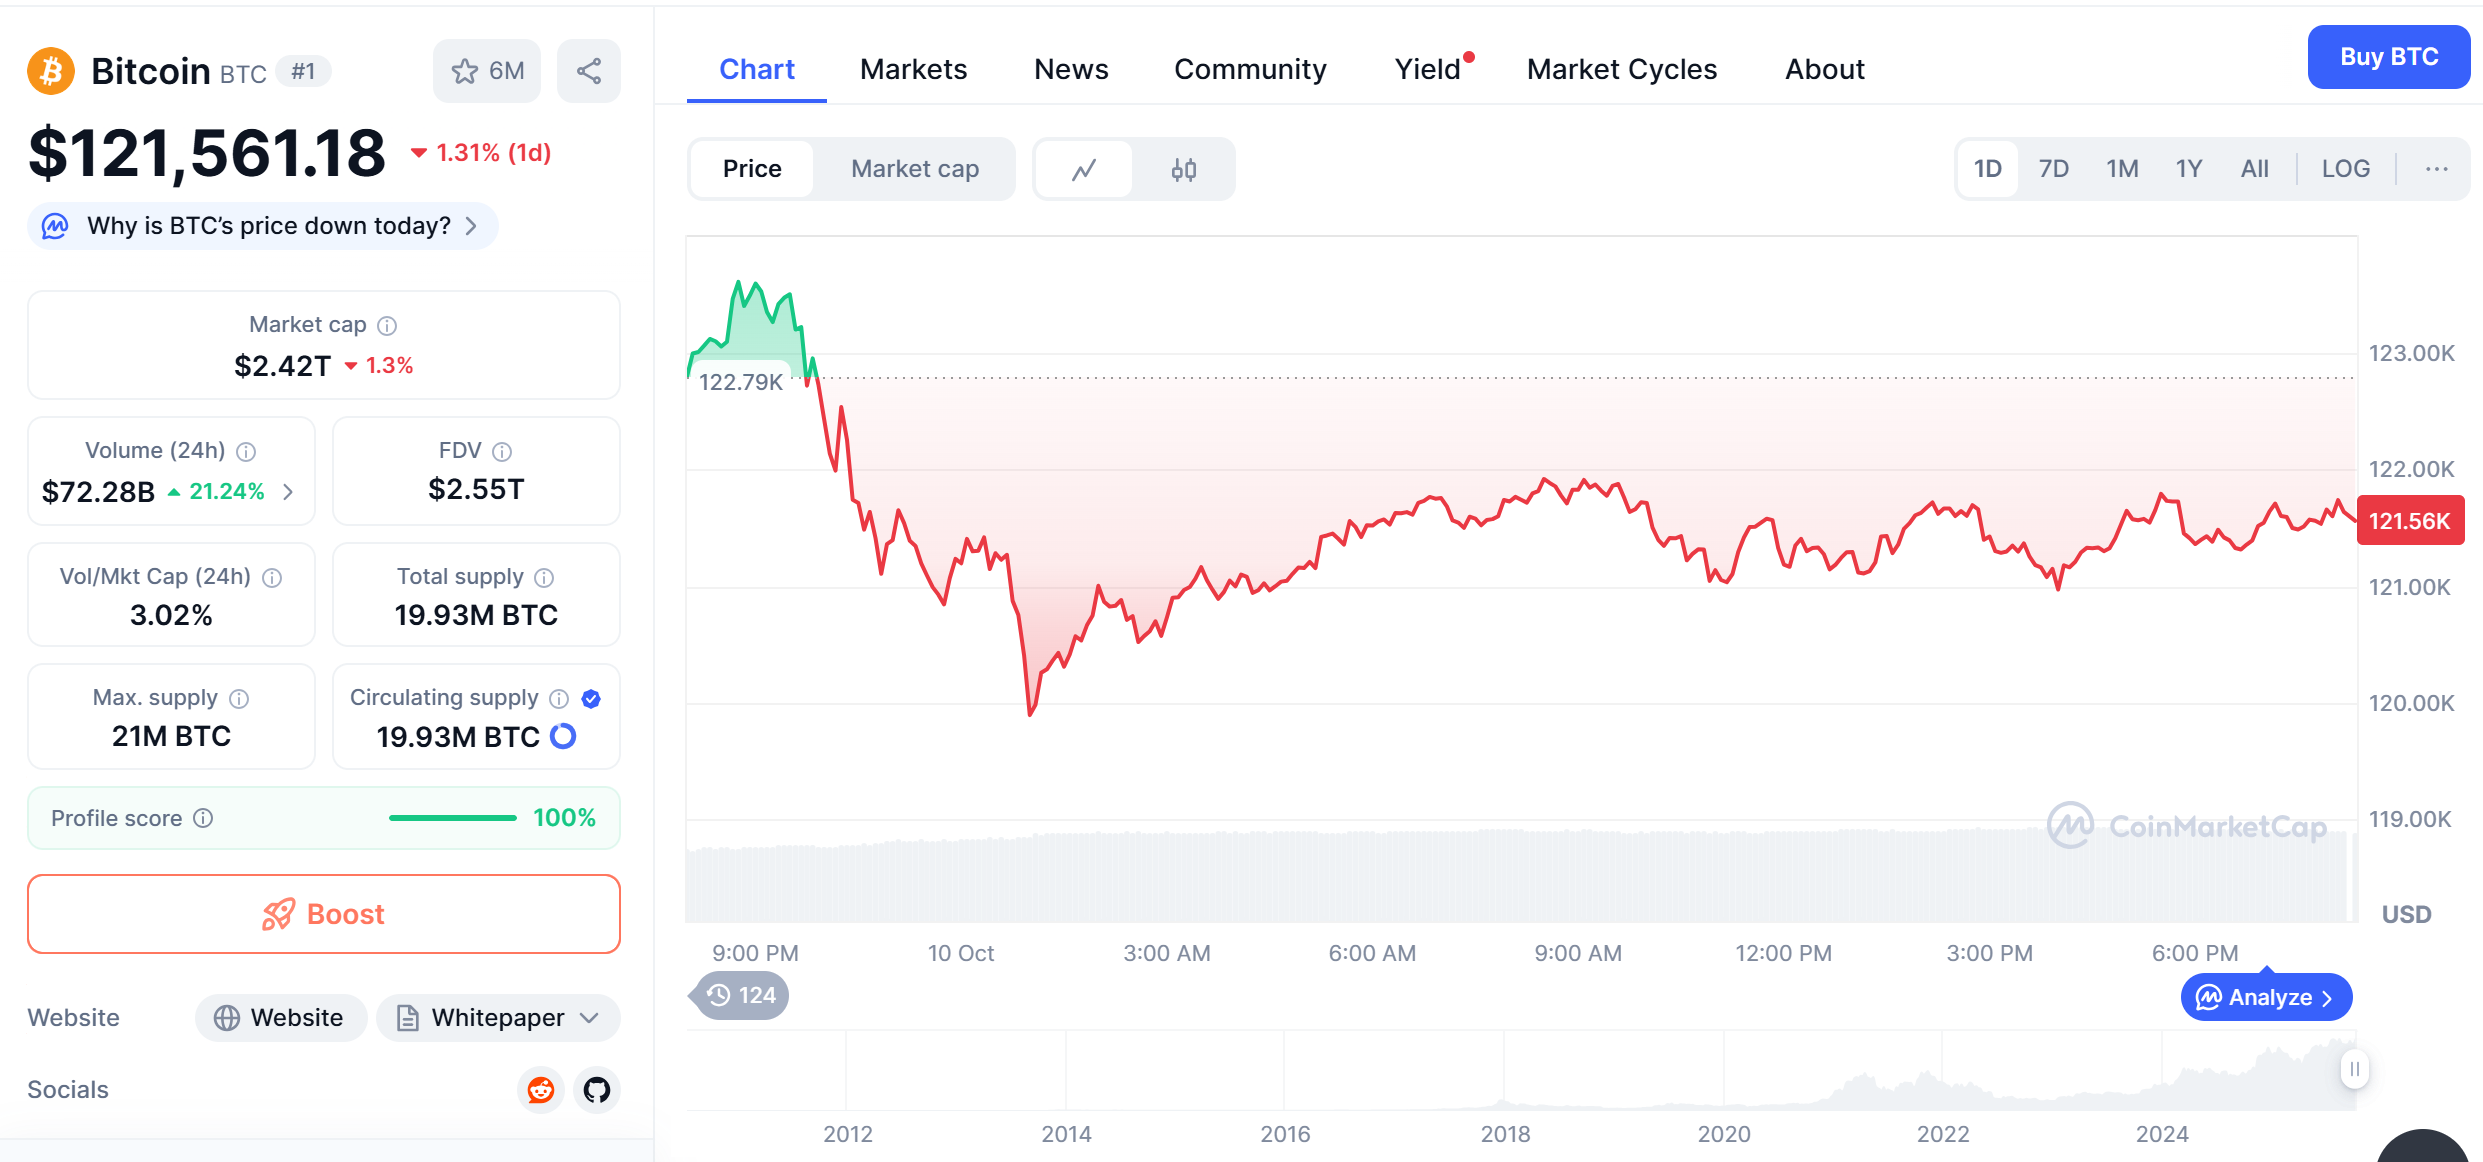 Bitcoin BTC #1
6M
$121,561.18 1.31% (1d)
Why is BTC’s price down today?
Market cap
$2.42T 1.3%
Volume (24h)
$72.28B 21.24%
FDV
$2.55T
Vol/Mkt Cap (24h)
3.02%
Total supply
19.93M BTC
Max. supply
21M BTC
Circulating supply
19.93M BTC
Profile score 100%
Boost
Website Website Whitepaper
Socials
Chart Markets News Community Yield Market Cycles About
Buy BTC
Price Market cap
1D 7D 1M 1Y All LOG
122.79K
123.00K
122.00K
121.56K
121.00K
120.00K
119.00K
CoinMarketCap
USD
9:00 PM 10 Oct 3:00 AM 6:00 AM 9:00 AM 12:00 PM 3:00 PM 6:00 PM
124
Analyze
2012 2014 2016 2018 2020 2022 2024